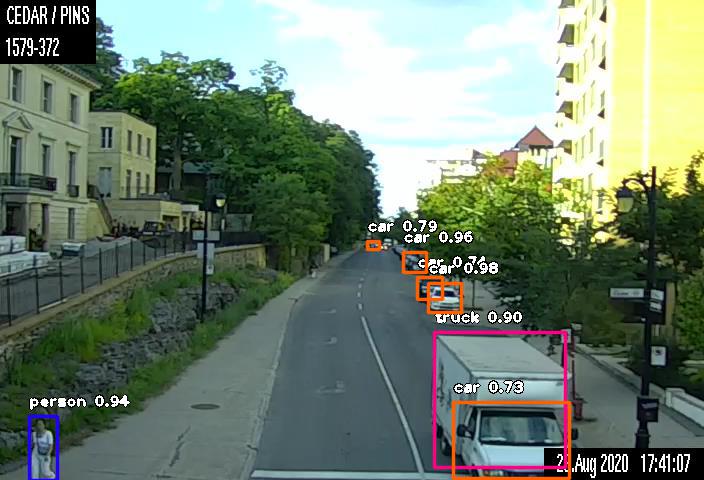 CEDAR / PINS
1579-372
car 0.79
car 0.96
car 0.74
car 0.98
truck 0.90
car 0.73
person 0.94
Aug 2020 17:41:07